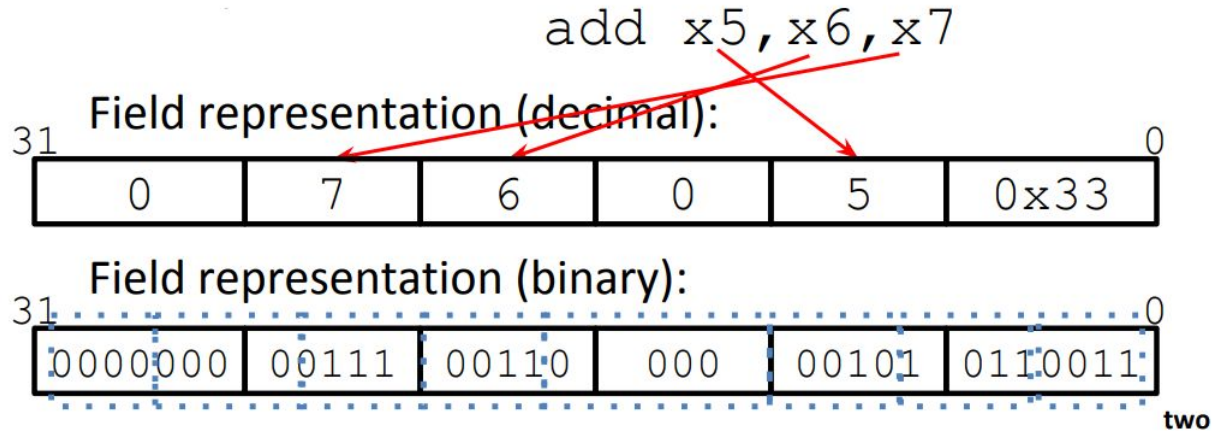 add x5,x6,x7
Field representation (decimal):
31 0
0 7 6 0 5 0x33
Field representation (binary):
31 0
0000000 00111 00110 000 00101 0110011
two